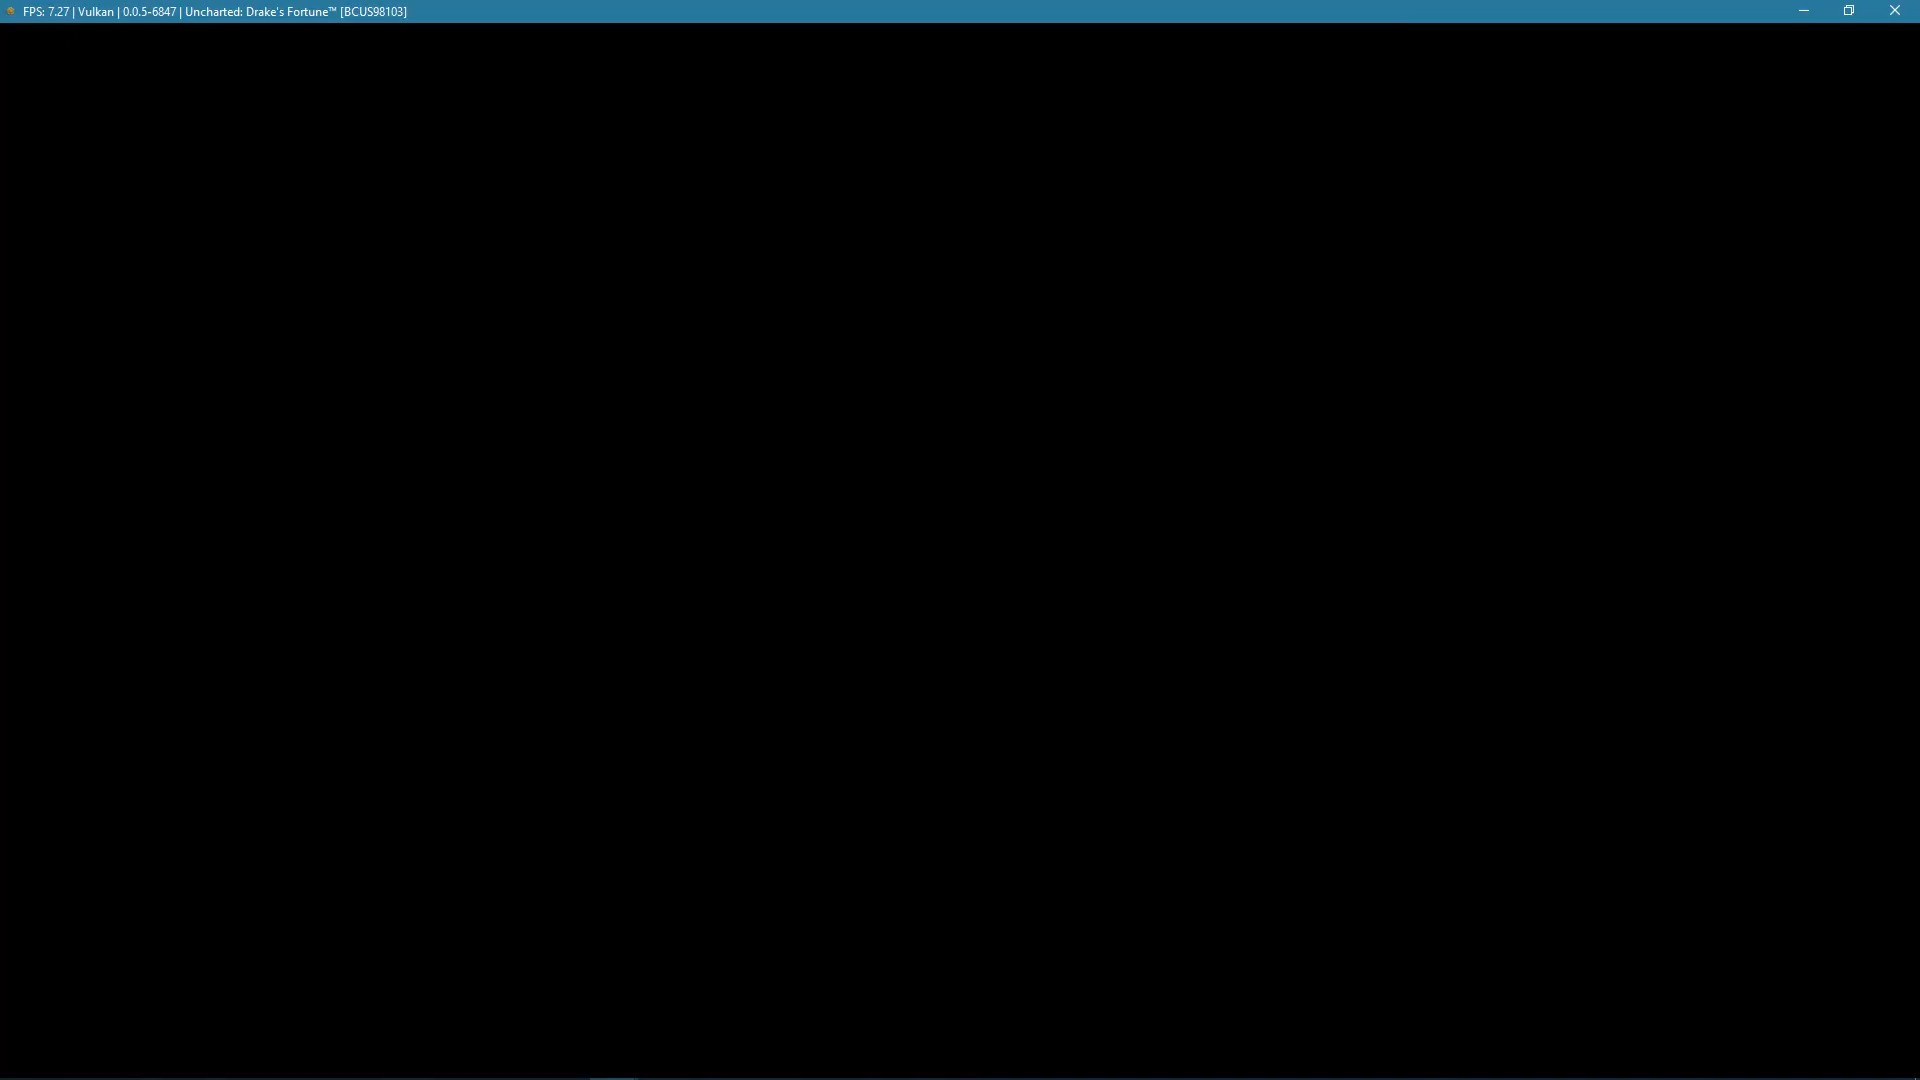 FPS: 7.27 | Vulkan | 0.0.5-6847 | Uncharted: Drake's Fortune™ [BCUS98103]